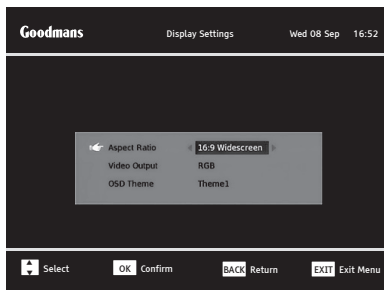 Goodmans Display Settings Wed 08 Sep 16:52
Aspect Ratio 16:9 Widescreen
Video Output RGB
OSD Theme Theme1
Select OK Confirm BACK Return EXIT Exit Menu